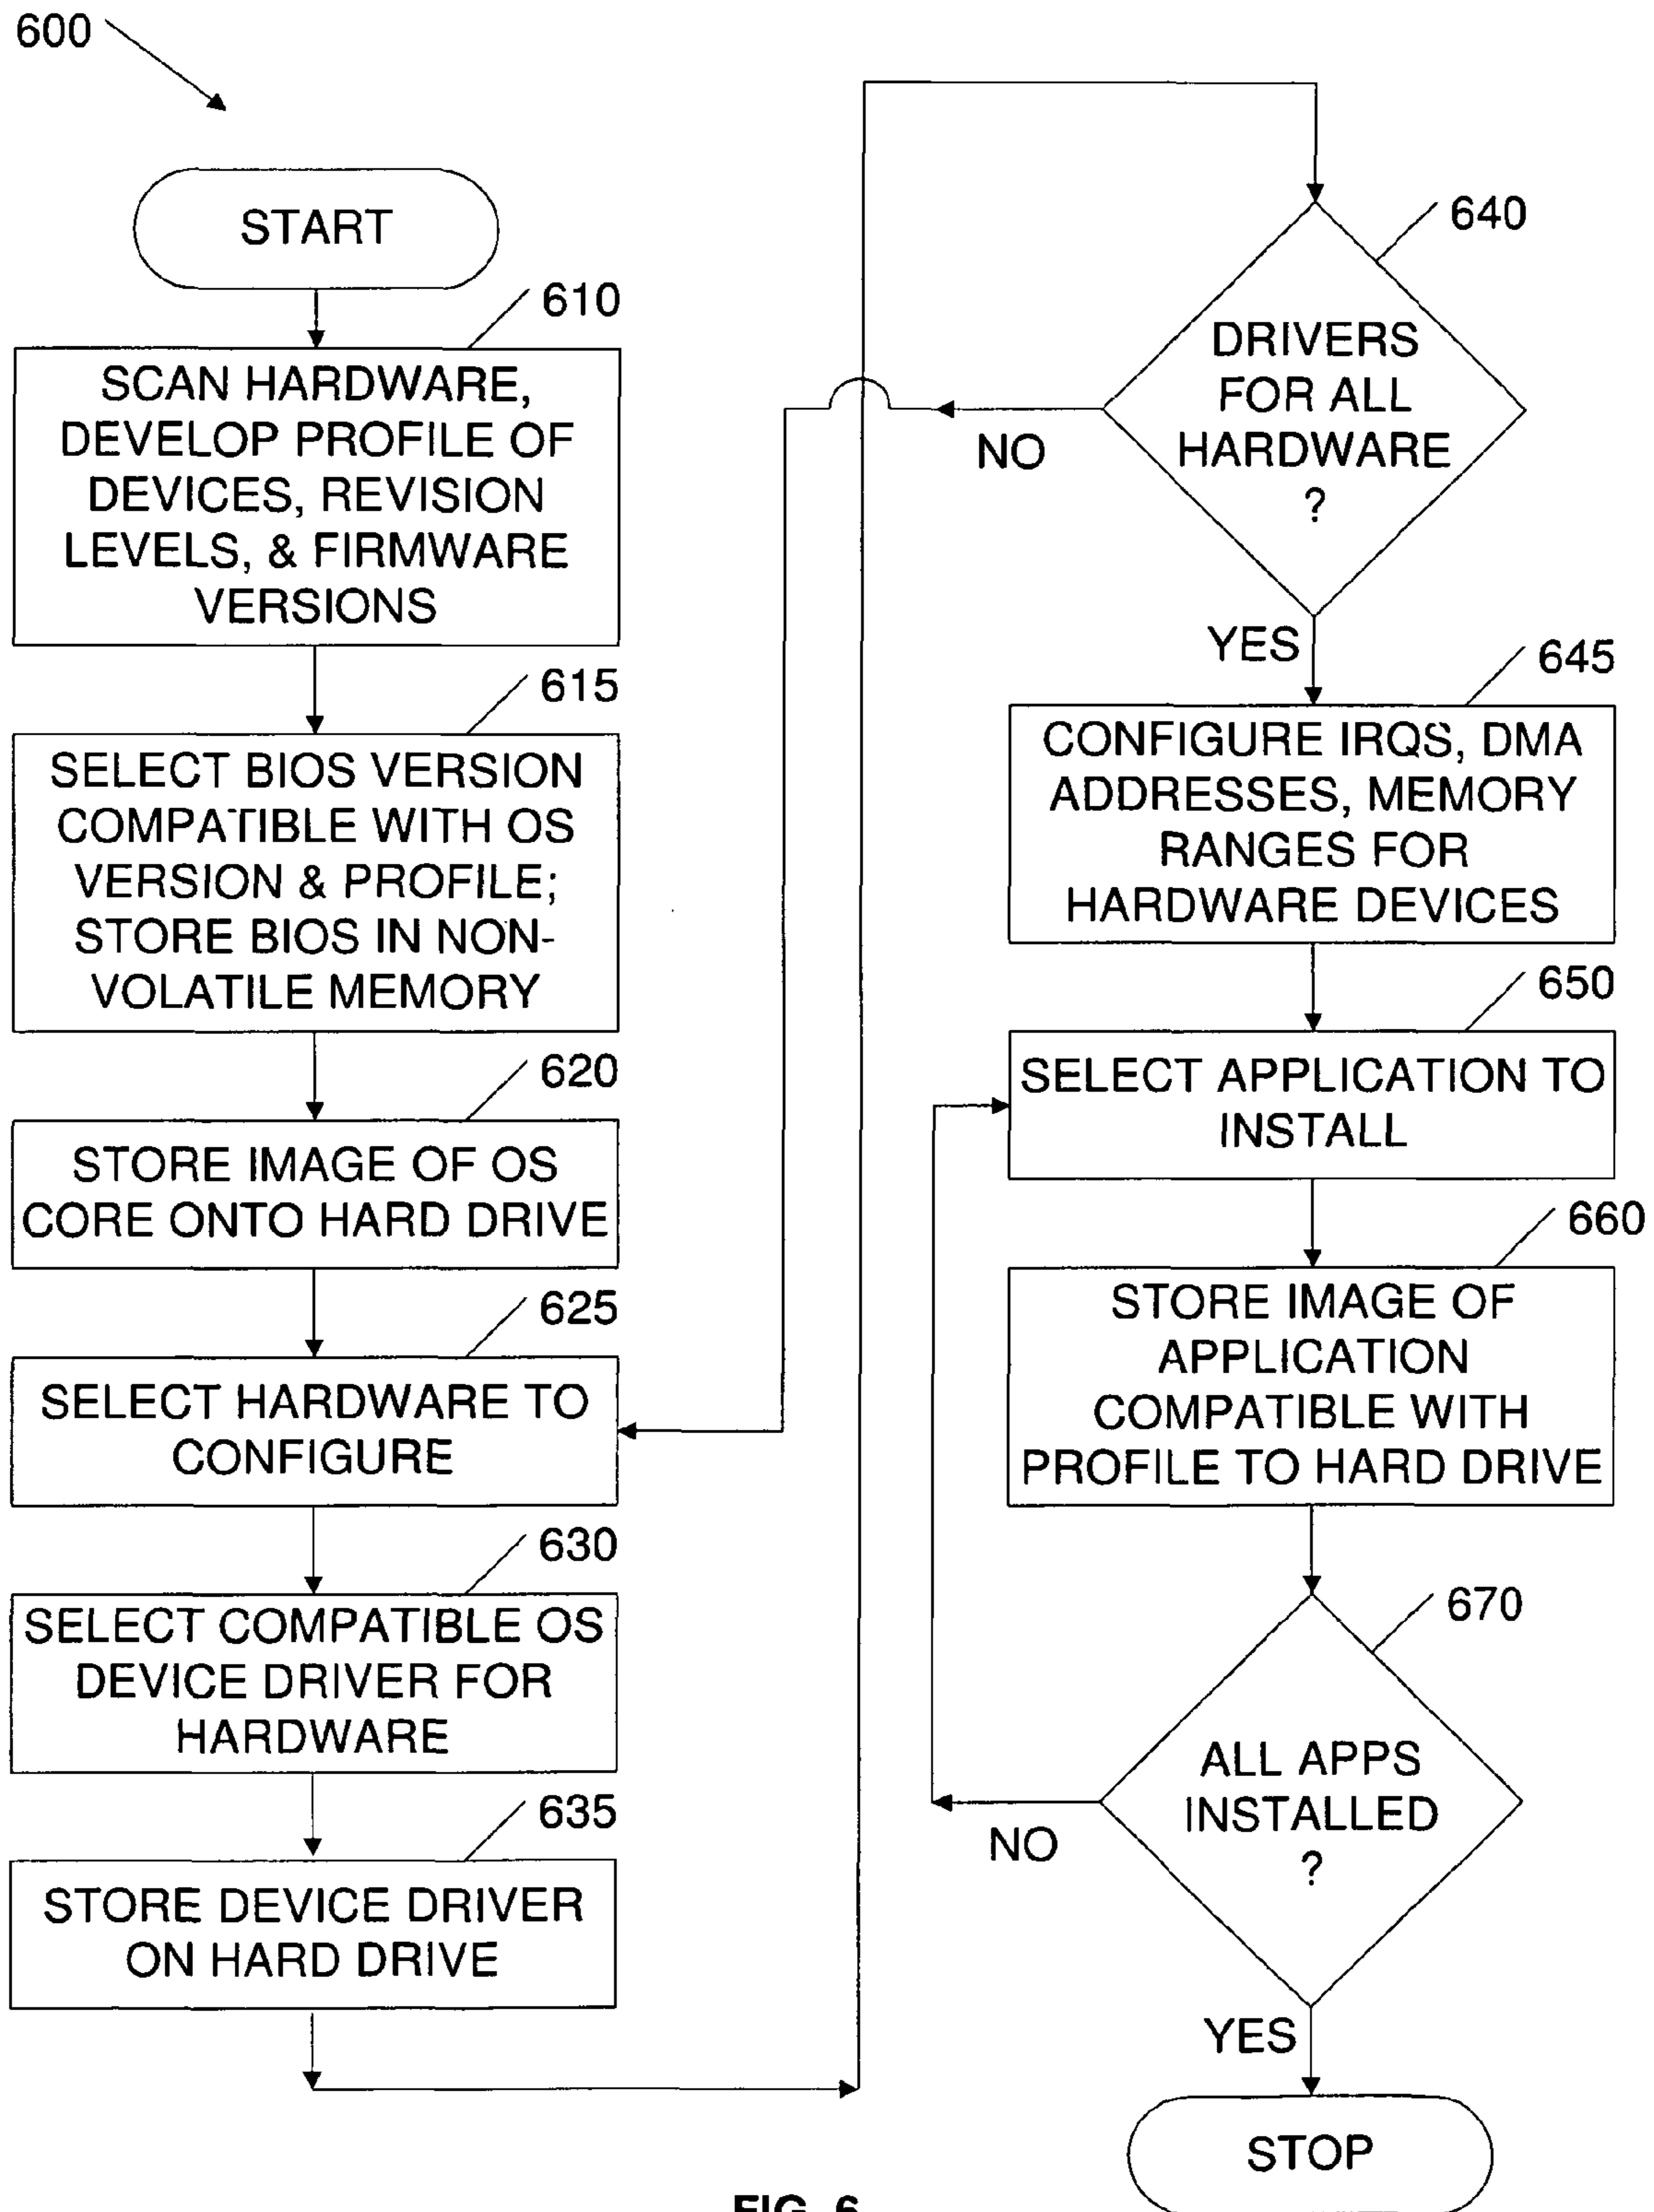 600
START
610
SCAN HARDWARE,
DEVELOP PROFILE OF
DEVICES, REVISION
LEVELS, & FIRMWARE
VERSIONS
615
SELECT BIOS VERSION
COMPATIBLE WITH OS
VERSION & PROFILE;
STORE BIOS IN NON-
VOLATILE MEMORY
620
STORE IMAGE OF OS
CORE ONTO HARD DRIVE
625
SELECT HARDWARE TO
CONFIGURE
630
SELECT COMPATIBLE OS
DEVICE DRIVER FOR
HARDWARE
635
STORE DEVICE DRIVER
ON HARD DRIVE
640
DRIVERS
FOR ALL
HARDWARE
?
NO
YES
645
CONFIGURE IRQS, DMA
ADDRESSES, MEMORY
RANGES FOR
HARDWARE DEVICES
650
SELECT APPLICATION TO
INSTALL
660
STORE IMAGE OF
APPLICATION
COMPATIBLE WITH
PROFILE TO HARD DRIVE
670
ALL APPS
INSTALLED
?
NO
YES
STOP
FIG. 6